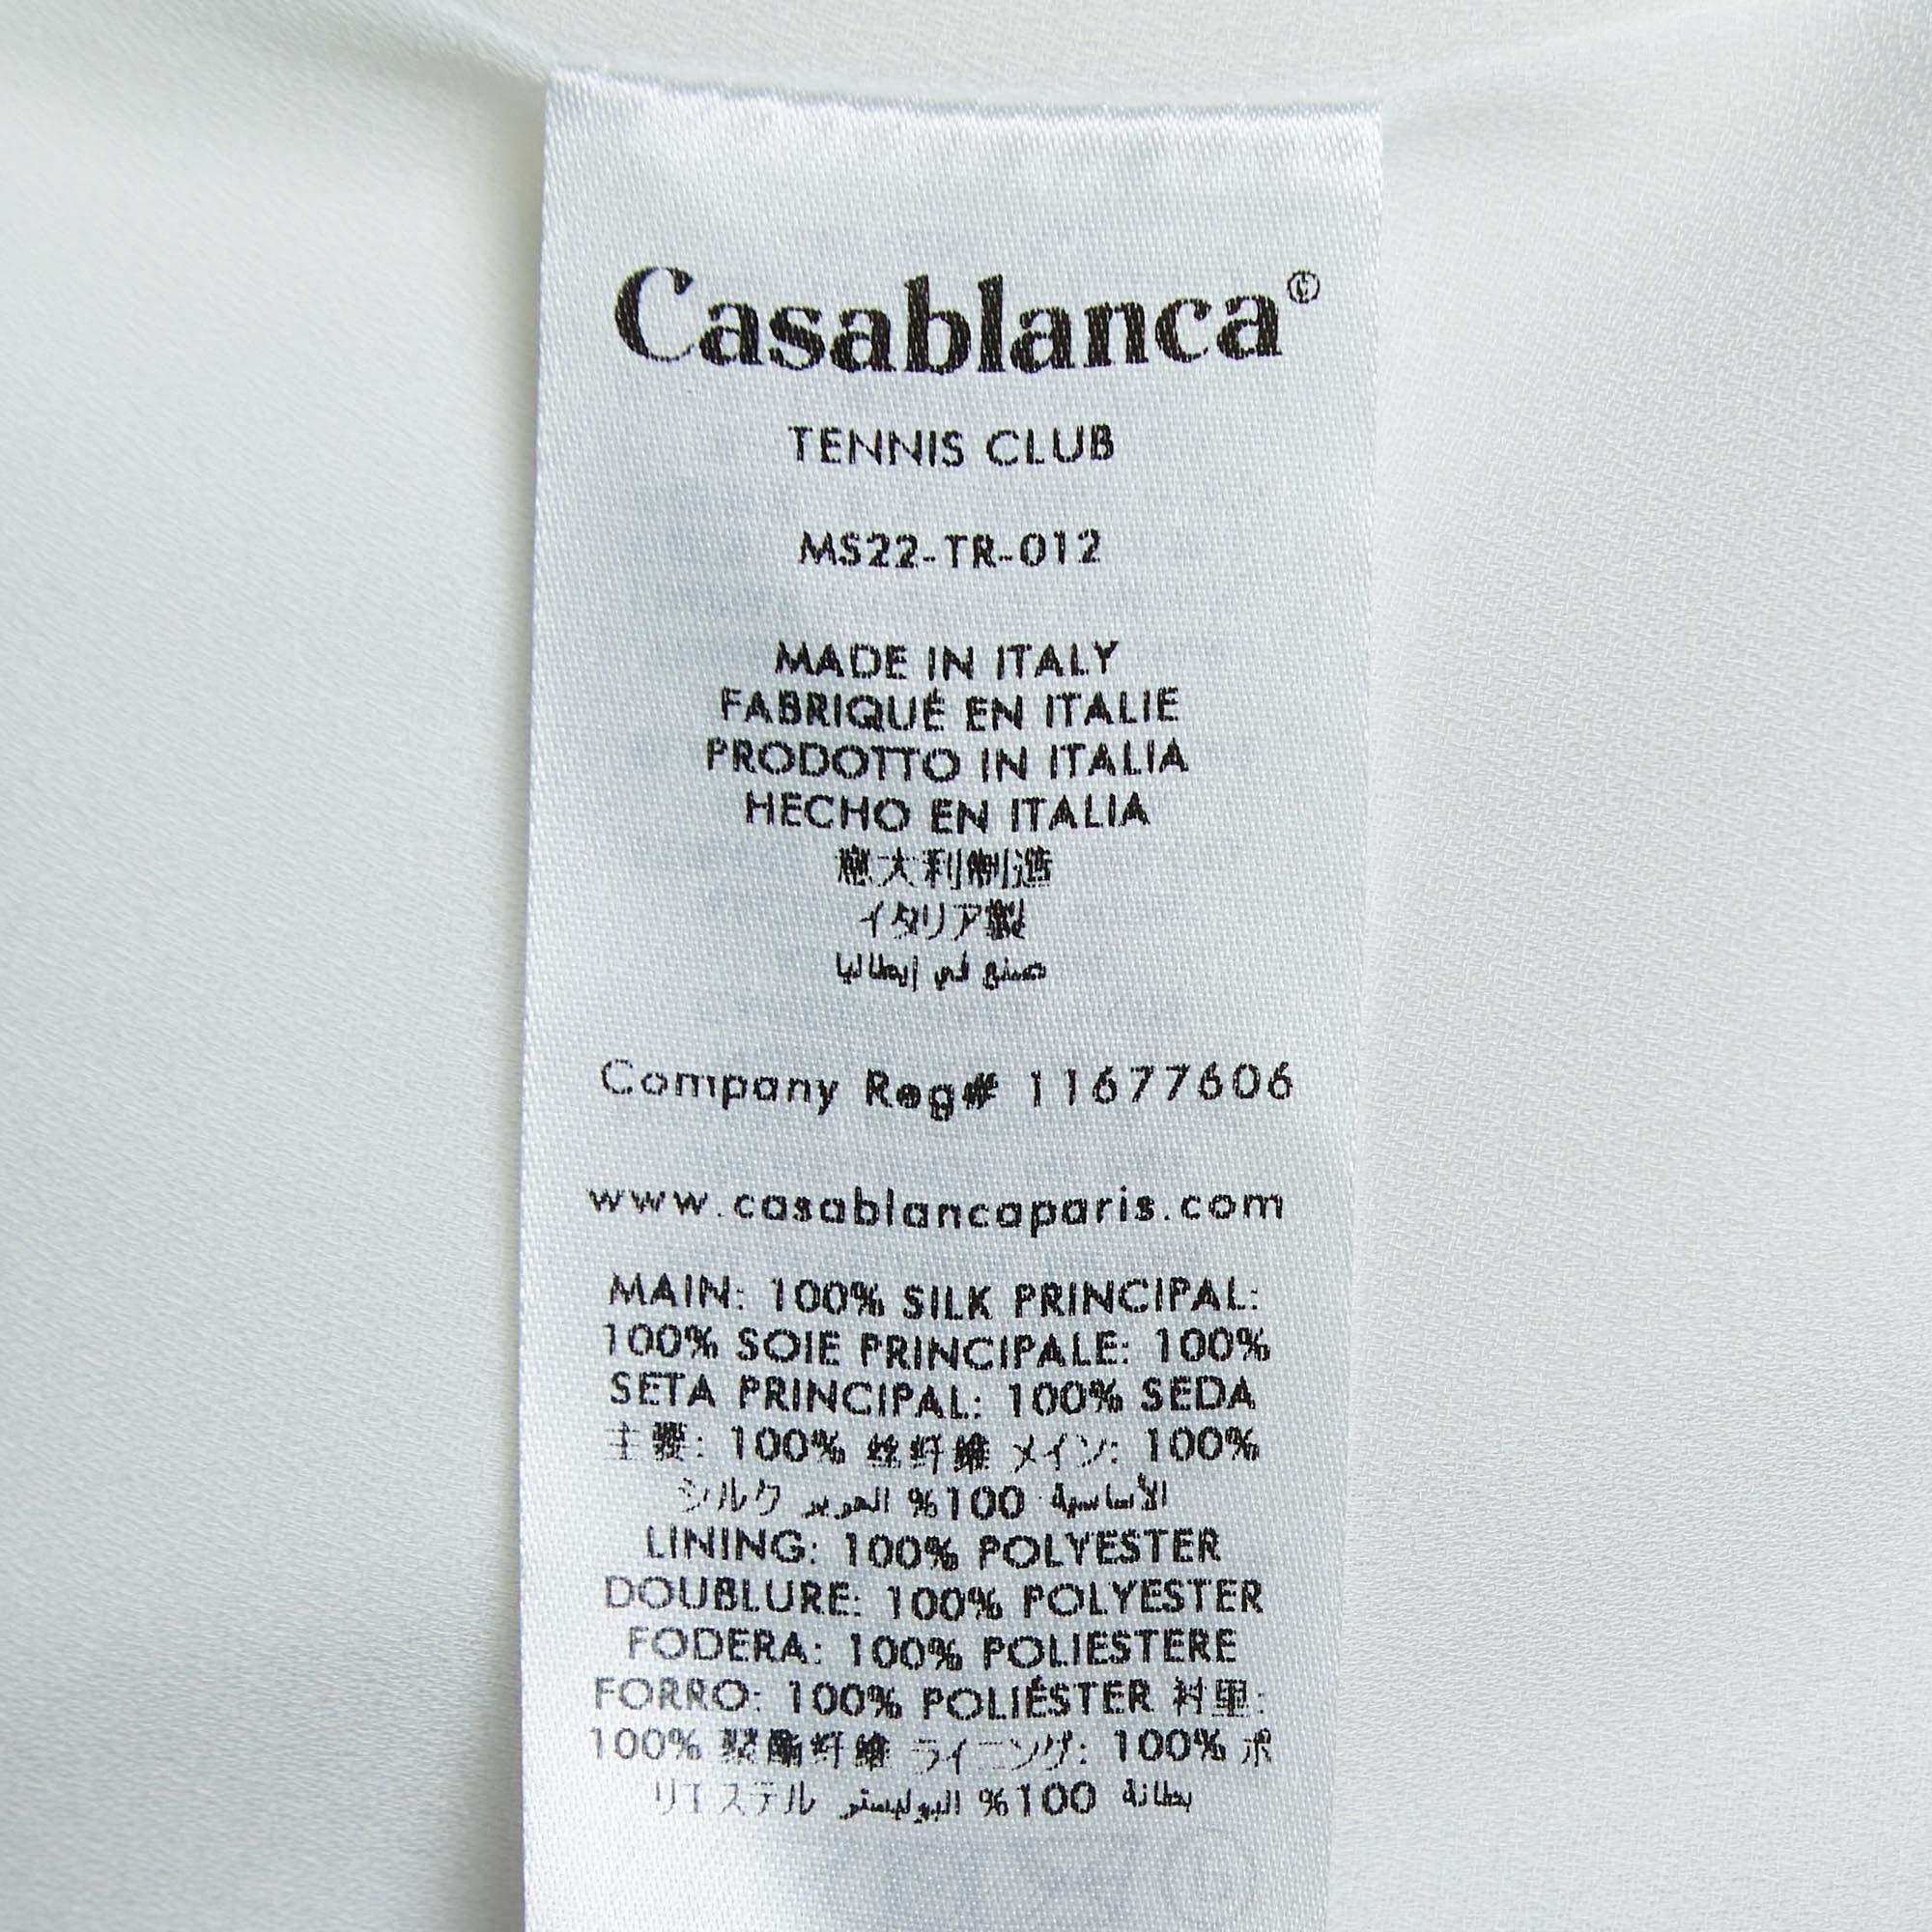 Casablanca©
TENNIS CLUB
MS22-TR-012
MADE IN ITALY
FABRIQUÉ EN ITALIE
PRODOTTO IN ITALIA
HECHO EN ITALIA
意大利制造
イタリア製
صنع في إيطاليا
Company Reg# 11677606
www.casablancaparis.com
MAIN: 100% SILK PRINCIPAL:
100% SOIE PRINCIPALE: 100%
SETA PRINCIPAL: 100% SEDA
主要: 100% 丝纤维 メイン: 100%
シルク الأساسية 100% الحرير
LINING: 100% POLYESTER
DOUBLURE: 100% POLYESTER
FODERA: 100% POLIESTERE
FORRO: 100% POLIÉSTER 衬里:
100% 聚酯纤维 ライニング: 100% ポ
リエステル بطانة 100% البوليستر